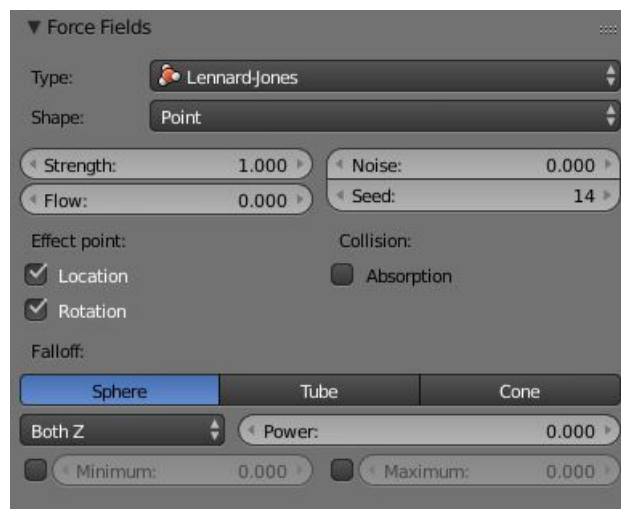 Force Fields
Type: Lennard-Jones
Shape: Point
Strength: 1.000 Noise: 0.000
Flow: 0.000 Seed: 14
Effect point: Collision:
Location Absorption
Rotation
Falloff:
Sphere Tube Cone
Both Z Power: 0.000
Minimum: 0.000 Maximum: 0.000